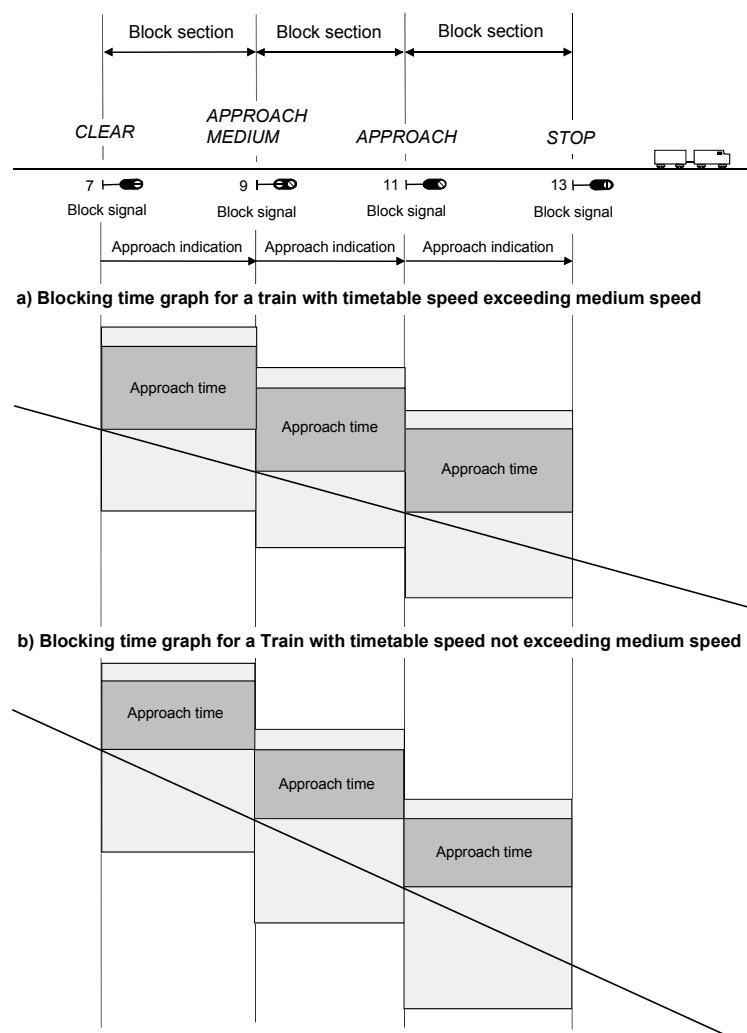 Block section Block section Block section
CLEAR
APPROACH
MEDIUM
APPROACH
STOP
7 9 11 13
Block signal Block signal Block signal Block signal
Approach indication Approach indication Approach indication
a) Blocking time graph for a train with timetable speed exceeding medium speed
Approach time
Approach time
Approach time
b) Blocking time graph for a Train with timetable speed not exceeding medium speed
Approach time
Approach time
Approach time